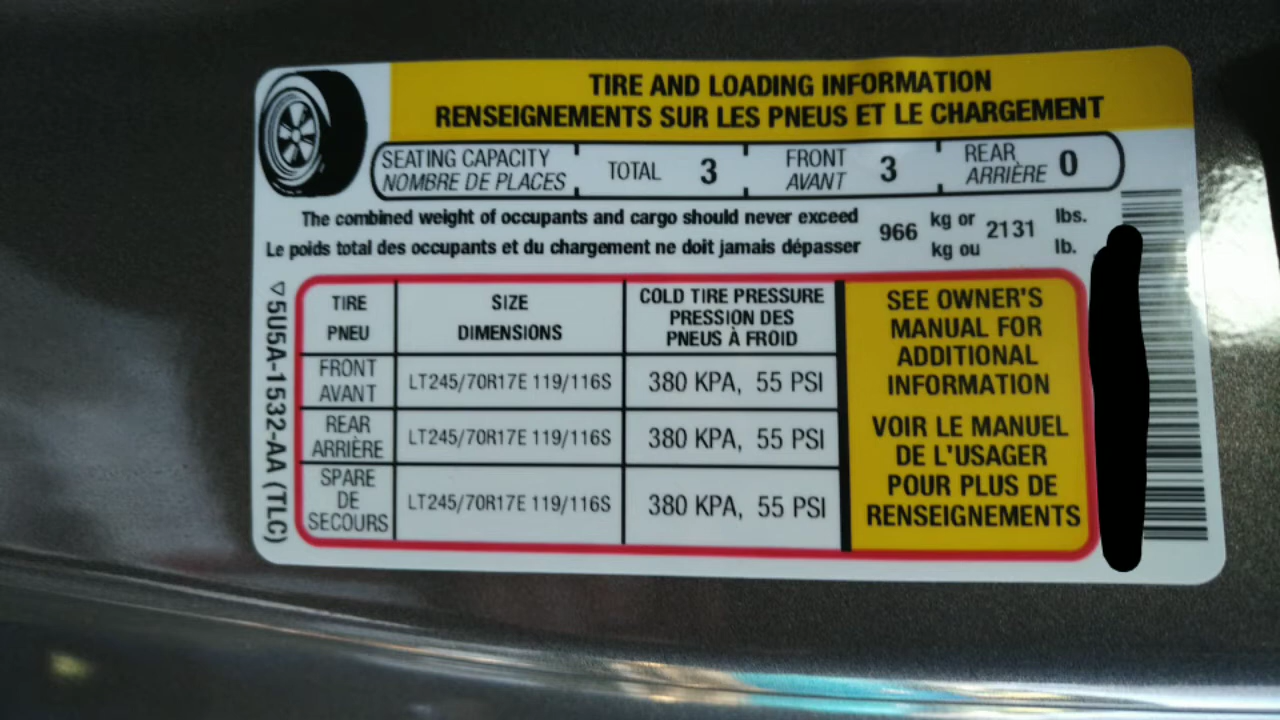 TIRE AND LOADING INFORMATION
RENSEIGNEMENTS SUR LES PNEUS ET LE CHARGEMENT
SEATING CAPACITY
NOMBRE DE PLACES
TOTAL 3
FRONT
AVANT
3
REAR
ARRIÈRE
0
The combined weight of occupants and cargo should never exceed
Le poids total des occupants et du chargement ne doit jamais dépasser
966
kg or
kg ou
2131
lbs.
lb.
TIRE
PNEU
SIZE
DIMENSIONS
COLD TIRE PRESSURE
PRESSION DES
PNEUS À FROID
FRONT
AVANT
LT245/70R17E 119/116S
380 KPA, 55 PSI
REAR
ARRIÈRE
LT245/70R17E 119/116S
380 KPA, 55 PSI
SPARE
DE
SECOURS
LT245/70R17E 119/116S
380 KPA, 55 PSI
SEE OWNER'S
MANUAL FOR
ADDITIONAL
INFORMATION
VOIR LE MANUEL
DE L'USAGER
POUR PLUS DE
RENSEIGNEMENTS
▽5U5A-1532-AA (TLC)